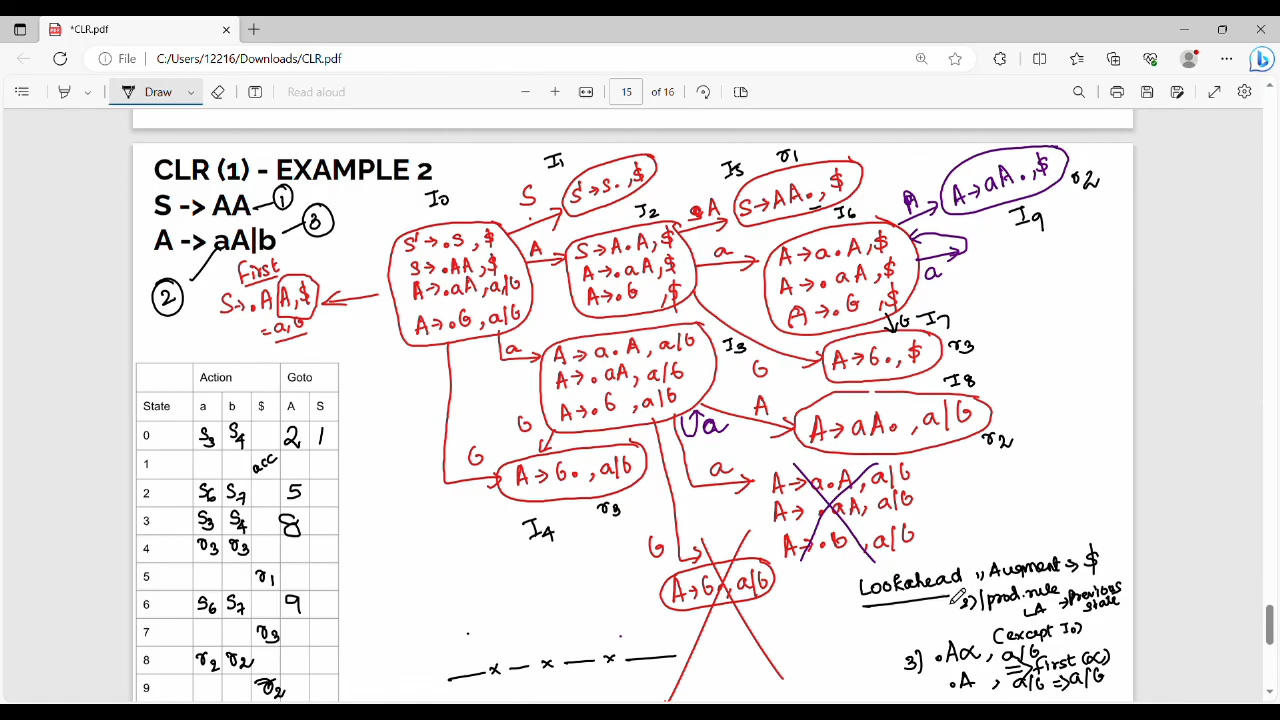 *CLR.pdf
File
C:/Users/12216/Downloads/CLR.pdf
Draw
Read aloud
15 of 16
CLR (1) - EXAMPLE 2
S -> AA 1
A -> aA|b 3
2
First
S→.A A,$
=a,b
I0
S'→.S,$
S→.AA,$
A→.aA,a/b
A→.b,a/b
S
I1
S'→S.,$
A
I2
S→A.A,$
A→.aA,$
A→.b,$
A
I5 r1
S→AA.,$
a
I6
A→a.A,$
A→.aA,$
A→.b,$
A
A→aA.,$
r2
I9
a
b I7
A→b.,$
r3
b
a
I3
A→a.A,a/b
A→.aA,a/b
A→.b,a/b
a
A
I8
A→aA.,a/b
r2
b
b
A→b.,a/b
r3
I4
a
A→a.A,a/b
A→.aA,a/b
A→.b,a/b
b
A→b.,a/b
Action Goto
State a b $ A S
0 S3 S4 2 1
1 acc
2 S6 S7 5
3 S3 S4 8
4 r3 r3
5 r1
6 S6 S7 9
7 r3
8 r2 r2
9 r2
Lookahead ,, Augment → $
2)/prod.rule
→Previous state
(except I0)
3) .Aα, a/b
⇒first(α)
.A, a/b ⇒ a/b